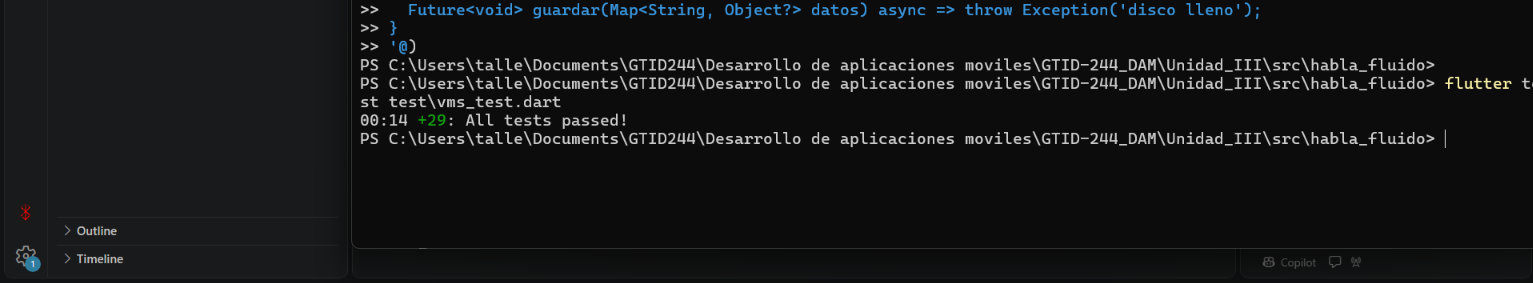 >>   Future<void> guardar(Map<String, Object?> datos) async => throw Exception('disco lleno');
>> }
>> '@)
PS C:\Users\talle\Documents\GTID244\Desarrollo de aplicaciones moviles\GTID-244_DAM\Unidad_III\src\habla_fluido>
PS C:\Users\talle\Documents\GTID244\Desarrollo de aplicaciones moviles\GTID-244_DAM\Unidad_III\src\habla_fluido> flutter te
st test\vms_test.dart
00:14 +29: All tests passed!
PS C:\Users\talle\Documents\GTID244\Desarrollo de aplicaciones moviles\GTID-244_DAM\Unidad_III\src\habla_fluido>
Outline
1
Timeline
Copilot